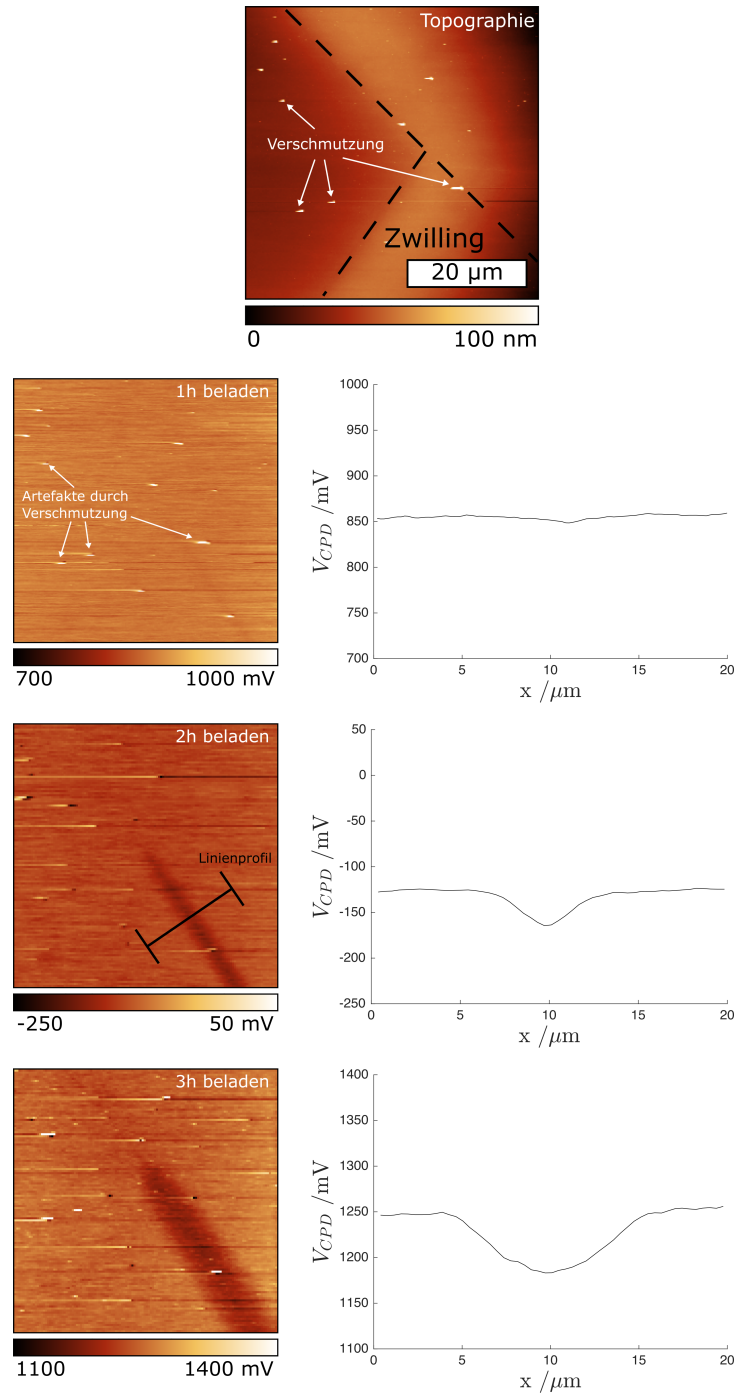 Topographie
Verschmutzung
Zwilling
20 µm
0
100 nm
1h beladen
Artefakte durch
Verschmutzung
700
1000 mV
1000
950
900
850
800
750
700
0
5
10
15
20
V_CPD /mV
x /µm
2h beladen
Linienprofil
-250
50 mV
50
0
-50
-100
-150
-200
-250
0
5
10
15
20
V_CPD /mV
x /µm
3h beladen
1100
1400 mV
1400
1350
1300
1250
1200
1150
1100
0
5
10
15
20
V_CPD /mV
x /µm